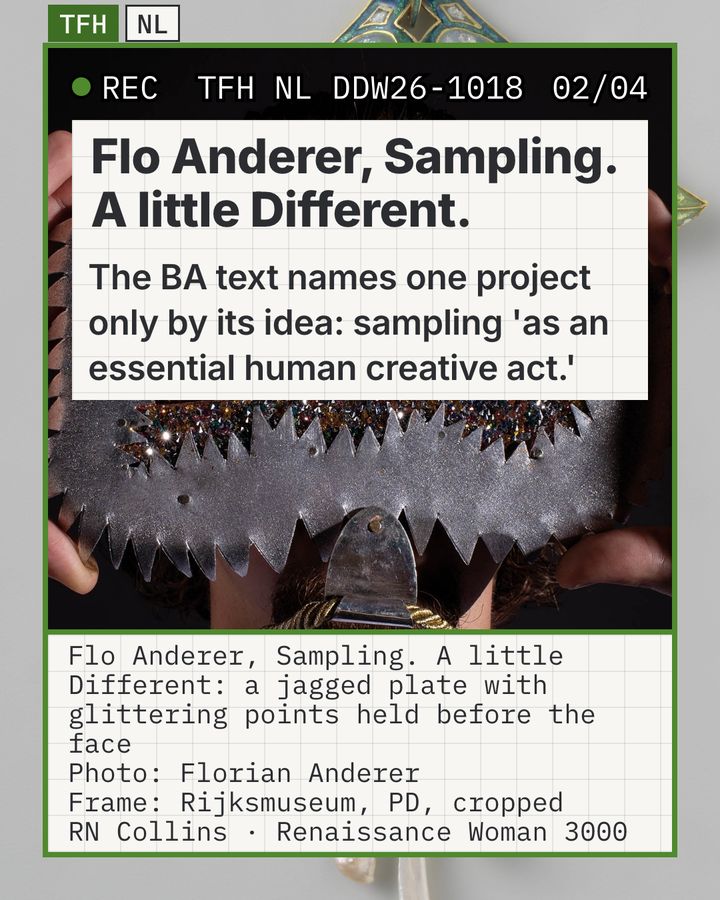 TFH NL
REC TFH NL DDW26-1018 02/04
Flo Anderer, Sampling.
A little Different.
The BA text names one project
only by its idea: sampling 'as an
essential human creative act.'
Flo Anderer, Sampling. A little
Different: a jagged plate with
glittering points held before the
face
Photo: Florian Anderer
Frame: Rijksmuseum, PD, cropped
RN Collins · Renaissance Woman 3000